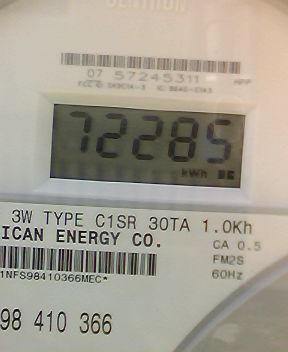 CENTRON
07 57245311
72285
kWh
3W TYPE C1SR 30TA 1.0Kh
ICAN ENERGY CO.
CA 0.5
FM2S
60Hz
1NFS98410366MEC*
98 410 366